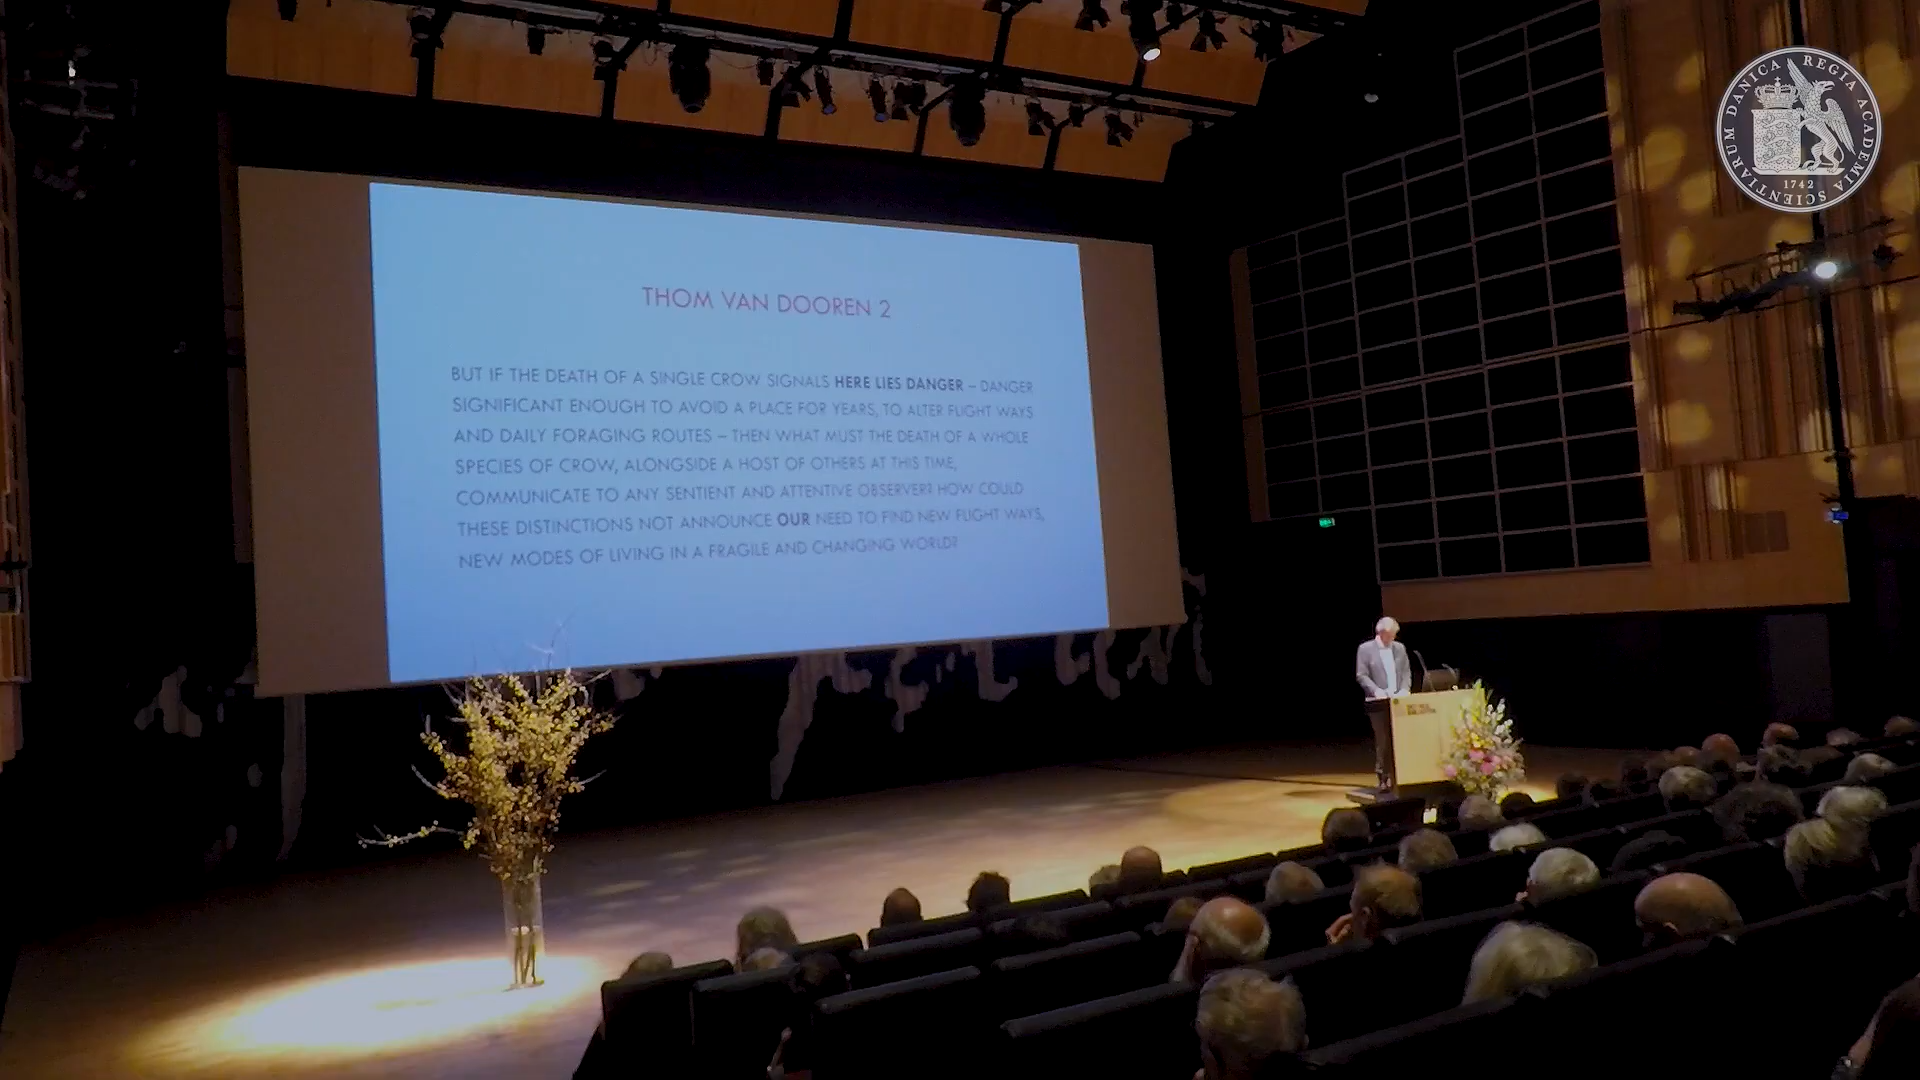 THOM VAN DOOREN 2
BUT IF THE DEATH OF A SINGLE CROW SIGNALS HERE LIES DANGER – DANGER
SIGNIFICANT ENOUGH TO AVOID A PLACE FOR YEARS, TO ALTER FLIGHT WAYS
AND DAILY FORAGING ROUTES – THEN WHAT MUST THE DEATH OF A WHOLE
SPECIES OF CROW, ALONGSIDE A HOST OF OTHERS AT THIS TIME,
COMMUNICATE TO ANY SENTIENT AND ATTENTIVE OBSERVER? HOW COULD
THESE DISTINCTIONS NOT ANNOUNCE OUR NEED TO FIND NEW FLIGHT WAYS,
NEW MODES OF LIVING IN A FRAGILE AND CHANGING WORLD?
REGIA ACADEMIA SCIENTIARUM DANICA
1742